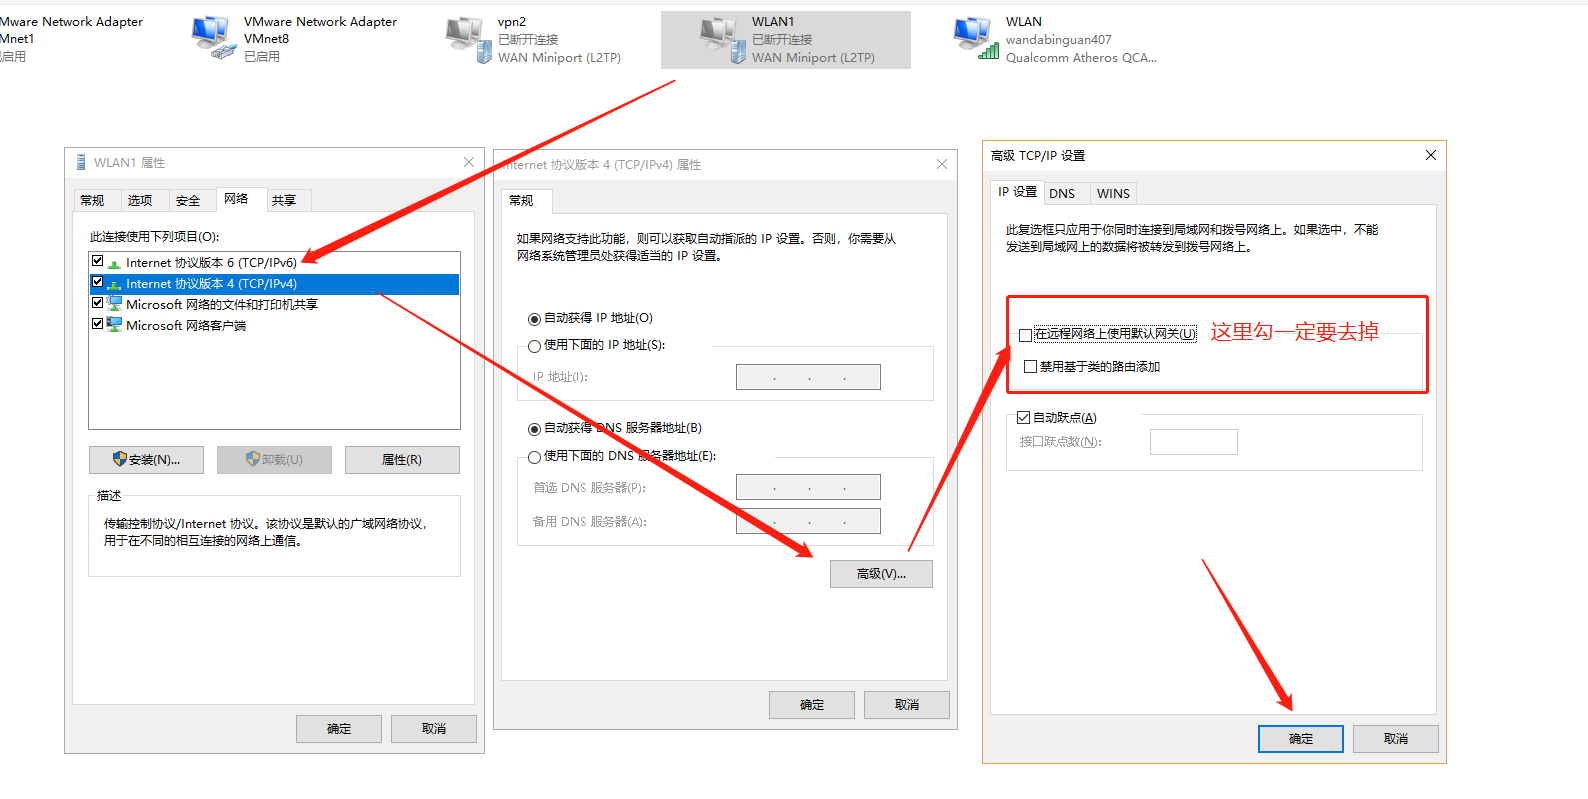 VMware Network Adapter
VMnet1
已启用
VMware Network Adapter
VMnet8
已启用
vpn2
已断开连接
WAN Miniport (L2TP)
WLAN1
已断开连接
WAN Miniport (L2TP)
WLAN
wandabinguan407
Qualcomm Atheros QCA...
WLAN1 属性
常规
选项
安全
网络
共享
此连接使用下列项目(O):
Internet 协议版本 6 (TCP/IPv6)
Internet 协议版本 4 (TCP/IPv4)
Microsoft 网络的文件和打印机共享
Microsoft 网络客户端
安装(N)...
卸载(U)
属性(R)
描述
传输控制协议/Internet 协议。该协议是默认的广域网络协议，
用于在不同的相互连接的网络上通信。
确定
取消
Internet 协议版本 4 (TCP/IPv4) 属性
常规
如果网络支持此功能，则可以获取自动指派的 IP 设置。否则，你需要从
网络系统管理员处获得适当的 IP 设置。
自动获得 IP 地址(O)
使用下面的 IP 地址(S):
IP 地址(I):
自动获得 DNS 服务器地址(B)
使用下面的 DNS 服务器地址(E):
首选 DNS 服务器(P):
备用 DNS 服务器(A):
高级(V)...
确定
取消
高级 TCP/IP 设置
IP 设置
DNS
WINS
此复选框只应用于你同时连接到局域网和拨号网络上。如果选中，不能
发送到局域网上的数据将被转发到拨号网络上。
在远程网络上使用默认网关(U)
这里勾一定要去掉
禁用基于类的路由添加
自动跃点(A)
接口跃点数(N):
确定
取消